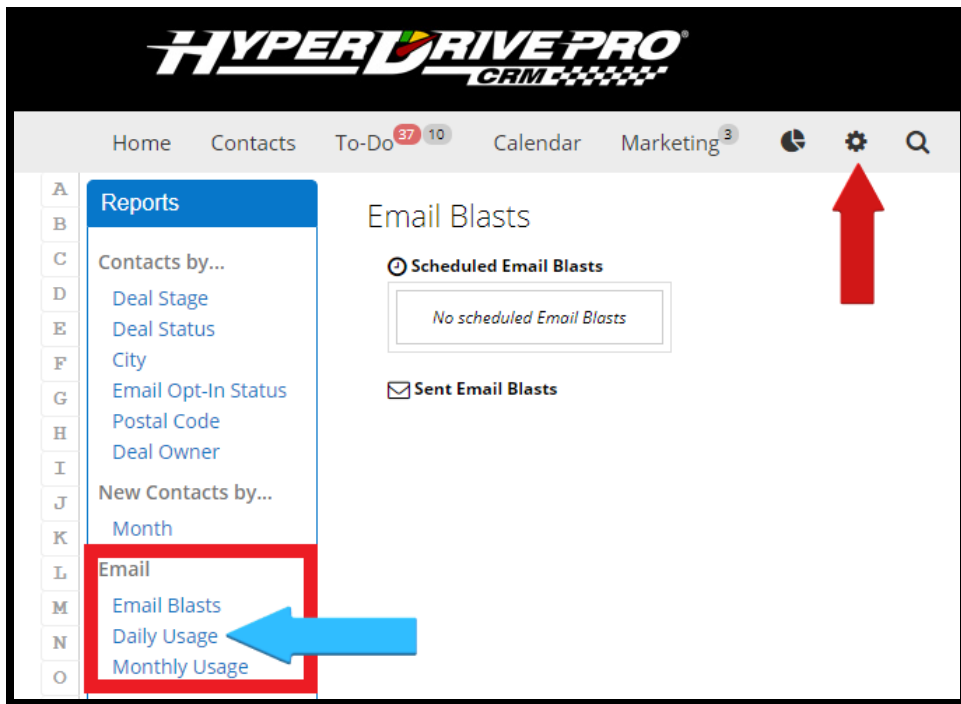 HYPERDRIVE PRO®
CRM
Home Contacts To-Do 37 10 Calendar Marketing 3
A
B
C
D
E
F
G
H
I
J
K
L
M
N
O
Reports
Contacts by...
Deal Stage
Deal Status
City
Email Opt-In Status
Postal Code
Deal Owner
New Contacts by...
Month
Email
Email Blasts
Daily Usage
Monthly Usage
Email Blasts
Scheduled Email Blasts
No scheduled Email Blasts
Sent Email Blasts